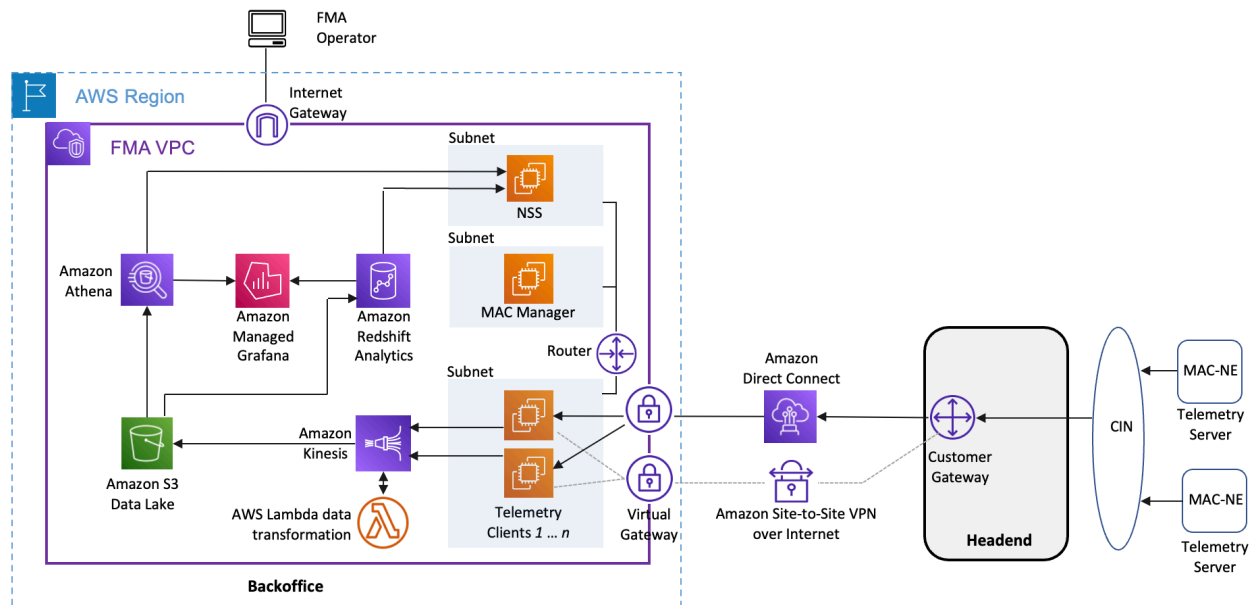 FMA
Operator
AWS Region
Internet
Gateway
FMA VPC
Subnet
NSS
Subnet
MAC Manager
Amazon
Athena
Amazon
Managed
Grafana
Amazon
Redshift
Analytics
Router
Subnet
Amazon
Kinesis
Amazon S3
Data Lake
AWS Lambda data
transformation
Telemetry
Clients 1 ... n
Virtual
Gateway
Backoffice
Amazon
Direct Connect
Amazon Site-to-Site VPN
over Internet
Customer
Gateway
Headend
CIN
MAC-NE
Telemetry
Server
MAC-NE
Telemetry
Server